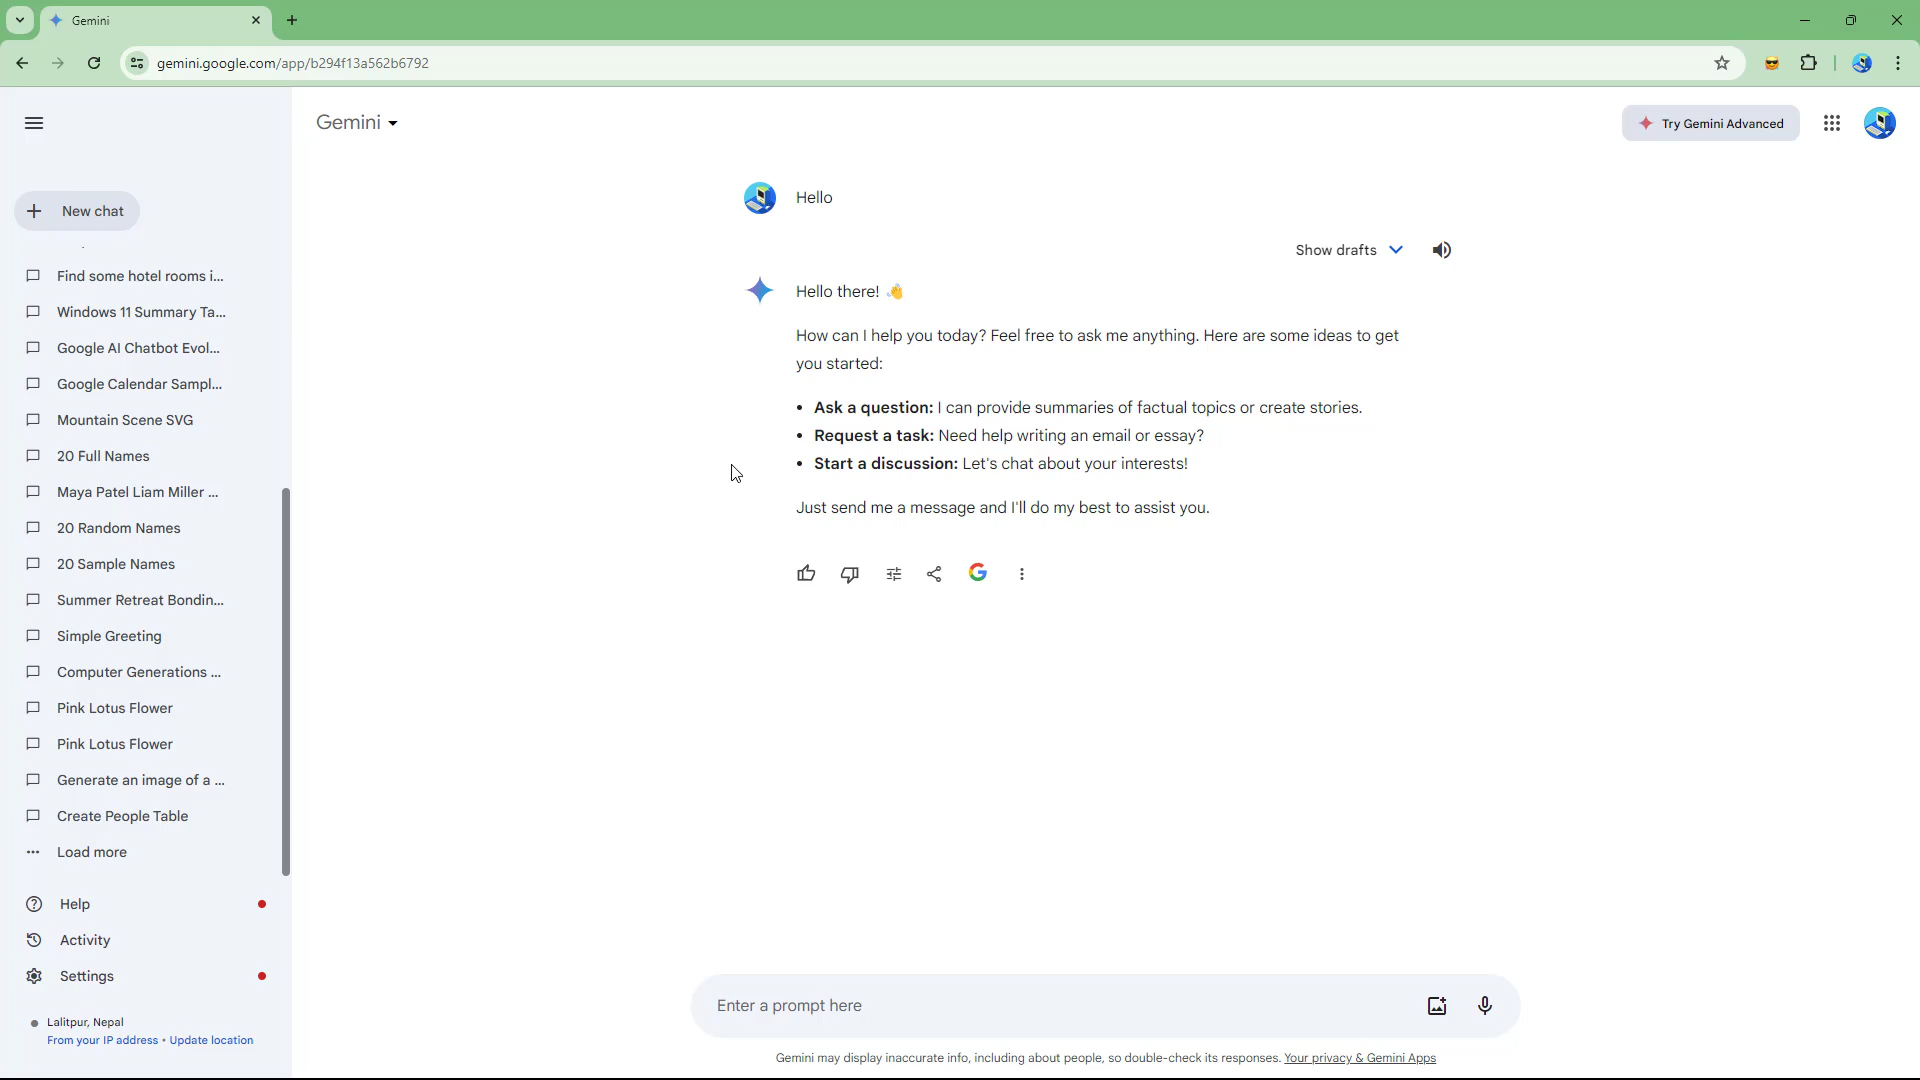 Gemini
gemini.google.com/app/b294f13a562b6792
Gemini
Try Gemini Advanced
New chat
Find some hotel rooms i...
Windows 11 Summary Ta...
Google AI Chatbot Evol...
Google Calendar Sampl...
Mountain Scene SVG
20 Full Names
Maya Patel Liam Miller ...
20 Random Names
20 Sample Names
Summer Retreat Bondin...
Simple Greeting
Computer Generations ...
Pink Lotus Flower
Pink Lotus Flower
Generate an image of a ...
Create People Table
Load more
Help
Activity
Settings
Lalitpur, Nepal
From your IP address • Update location
Hello
Show drafts
Hello there! 👋
How can I help you today? Feel free to ask me anything. Here are some ideas to get
you started:
• Ask a question: I can provide summaries of factual topics or create stories.
• Request a task: Need help writing an email or essay?
• Start a discussion: Let's chat about your interests!
Just send me a message and I'll do my best to assist you.
Enter a prompt here
Gemini may display inaccurate info, including about people, so double-check its responses. Your privacy & Gemini Apps